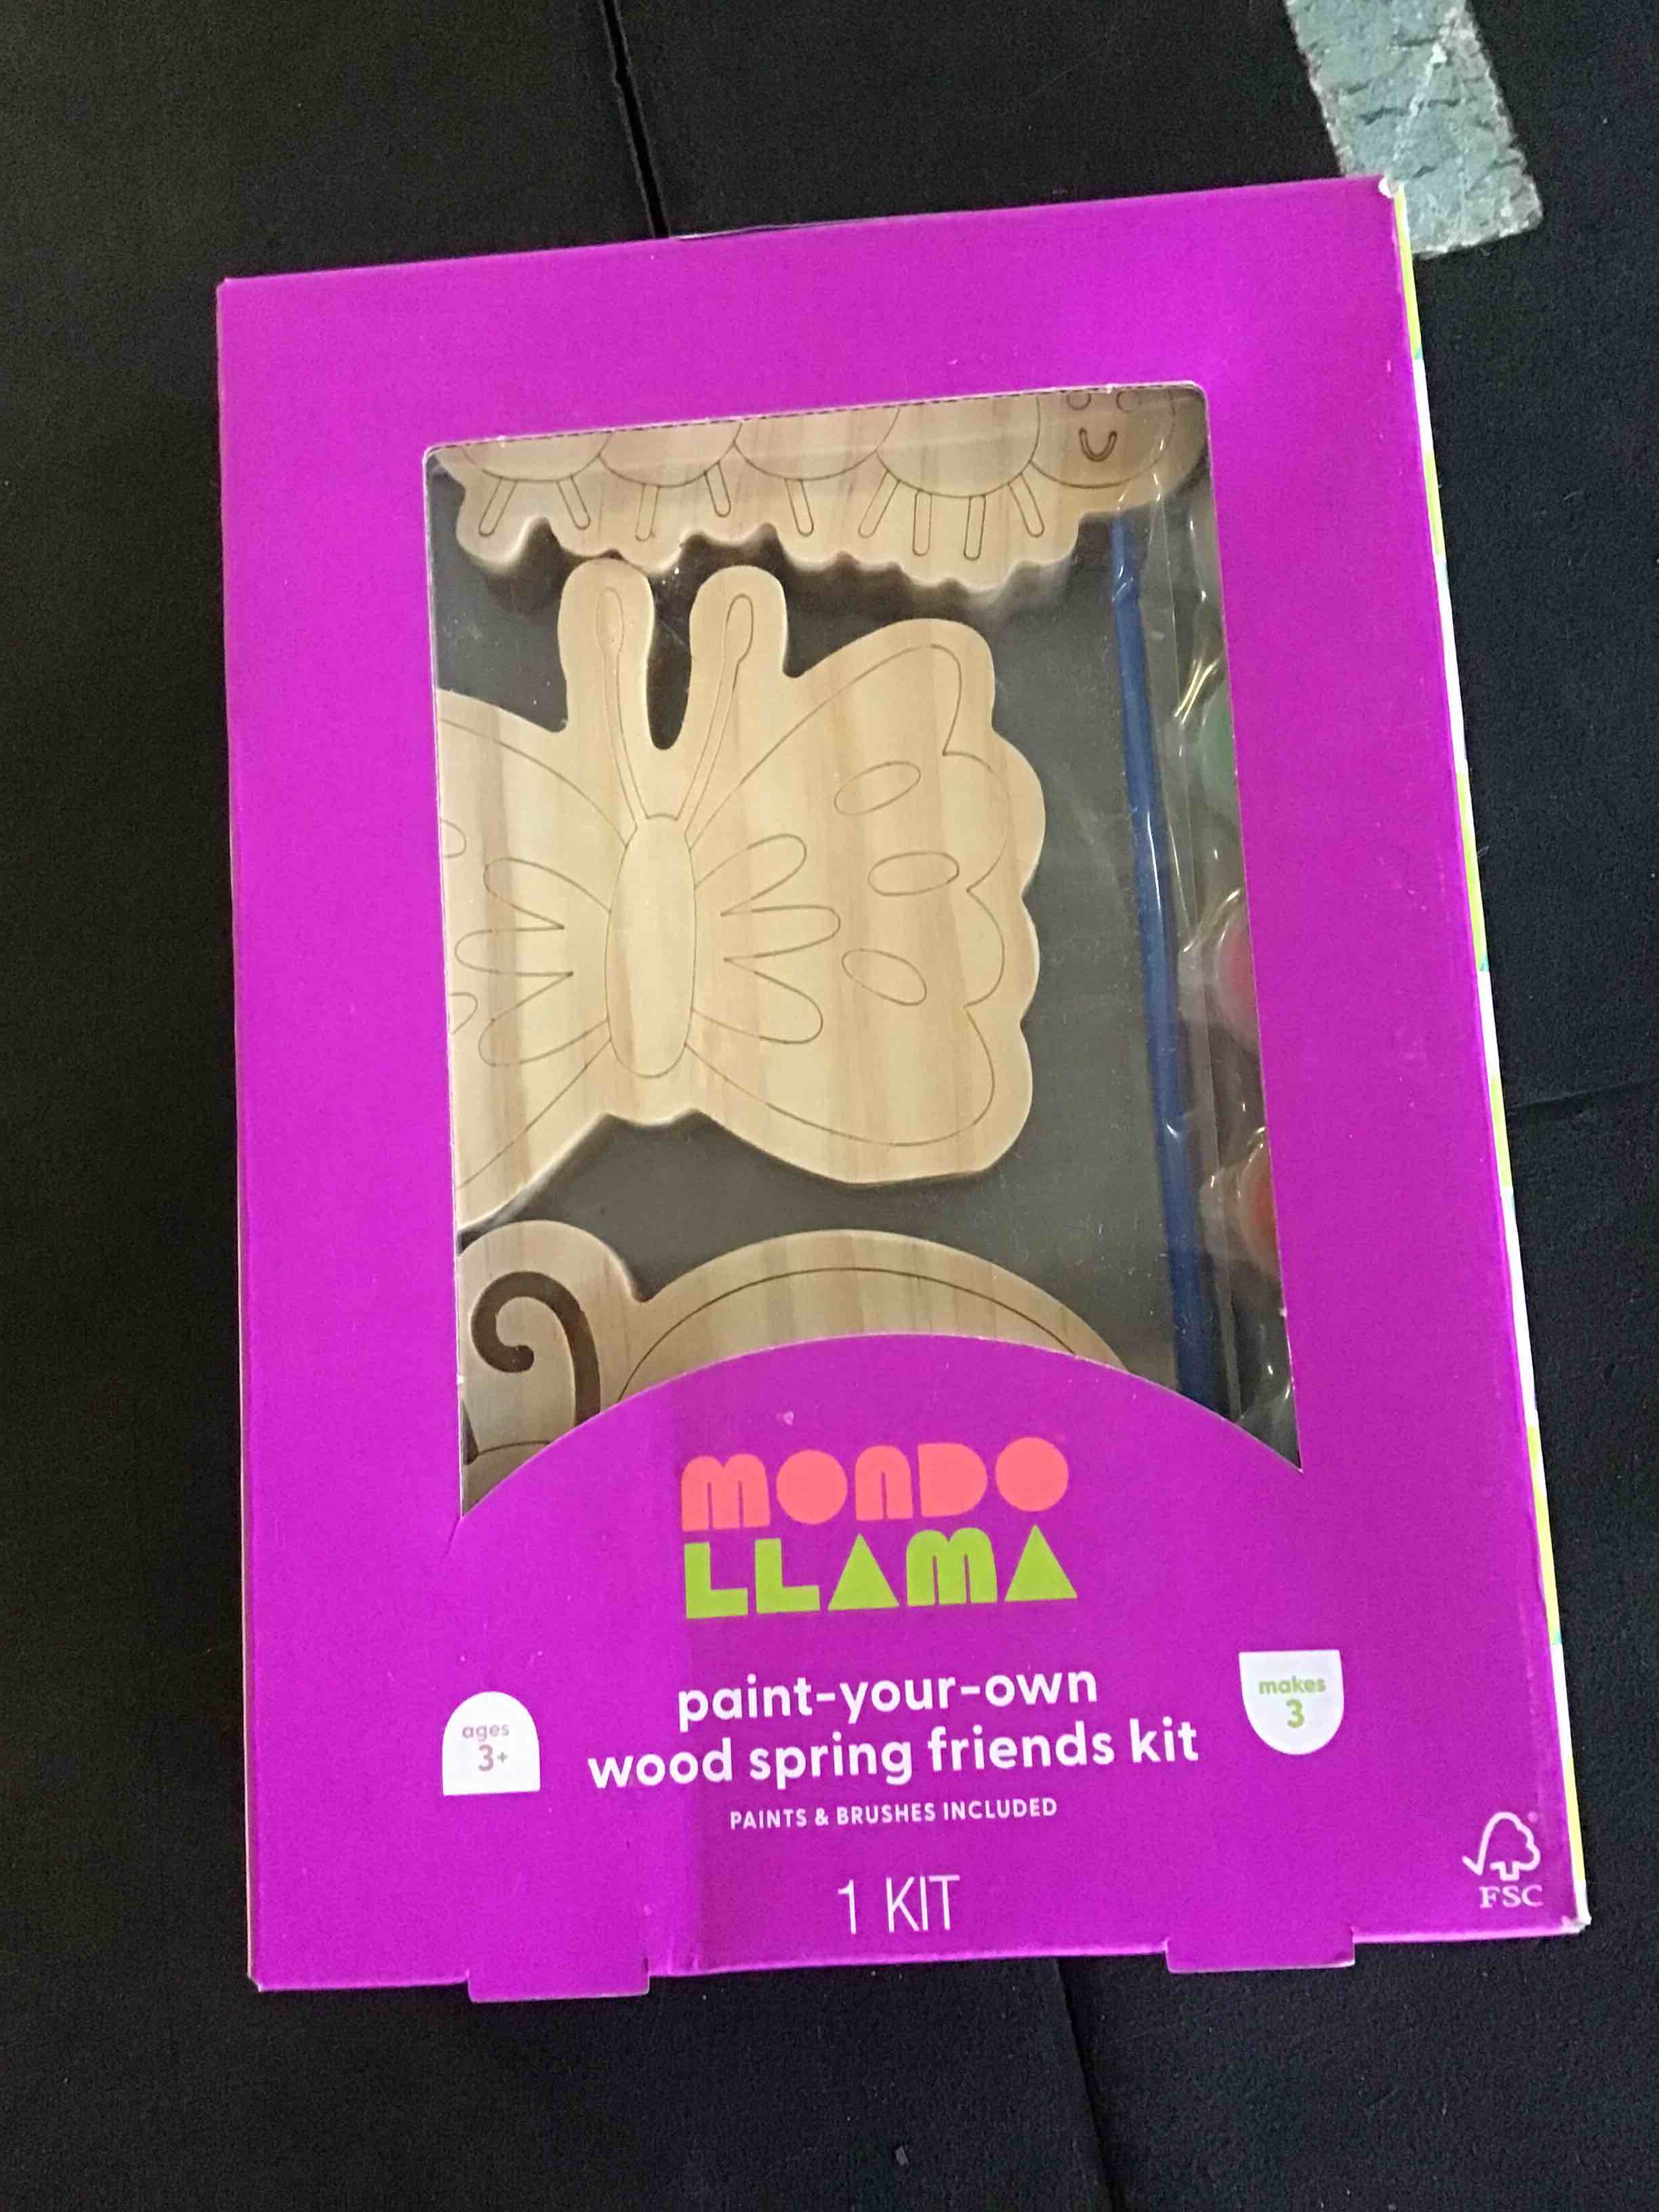 MONDO
LLAMA
ages
3+
paint-your-own
wood spring friends kit
makes
3
PAINTS & BRUSHES INCLUDED
1 KIT
FSC